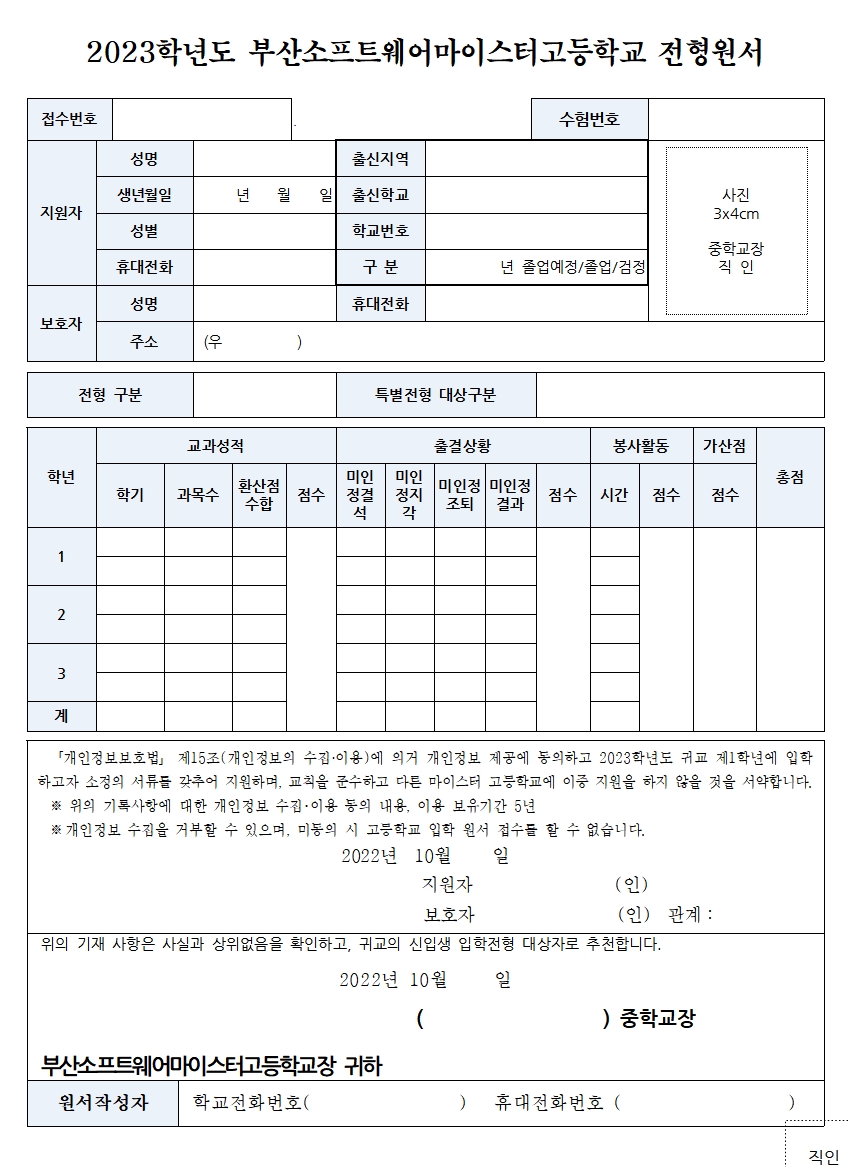 2023학년도 부산소프트웨어마이스터고등학교 전형원서
접수번호 . 수험번호
지원자 성명 출신지역
생년월일 년 월 일 출신학교
성별 학교번호
휴대전화 구 분 년 졸업예정/졸업/검정
사진
3x4cm
중학교장
직 인
보호자 성명 휴대전화
주소 (우 )
전형 구분 특별전형 대상구분
학년 교과성적 출결상황 봉사활동 가산점 총점
학기 과목수 환산점수합 점수 미인정결석 미인정지각 미인정조퇴 미인정결과 점수 시간 점수 점수
1
2
3
계
「개인정보보호법」 제15조(개인정보의 수집·이용)에 의거 개인정보 제공에 동의하고 2023학년도 귀교 제1학년에 입학
하고자 소정의 서류를 갖추어 지원하며, 교칙을 준수하고 다른 마이스터 고등학교에 이중 지원을 하지 않을 것을 서약합니다.
※ 위의 기록사항에 대한 개인정보 수집·이용 동의 내용, 이용 보유기간 5년
※ 개인정보 수집을 거부할 수 있으며, 미동의 시 고등학교 입학 원서 접수를 할 수 없습니다.
2022년 10월 일
지원자 (인)
보호자 (인) 관계 :
위의 기재 사항은 사실과 상위없음을 확인하고, 귀교의 신입생 입학전형 대상자로 추천합니다.
2022년 10월 일
( ) 중학교장
부산소프트웨어마이스터고등학교장 귀하
원서작성자 학교전화번호( ) 휴대전화번호 ( )
직인